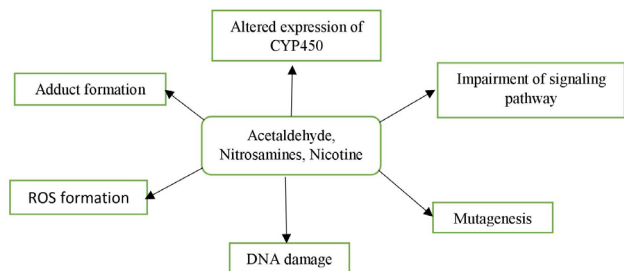 Altered expression of
CYP450
Adduct formation
Impairment of signaling
pathway
Acetaldehyde,
Nitrosamines, Nicotine
ROS formation
Mutagenesis
DNA damage